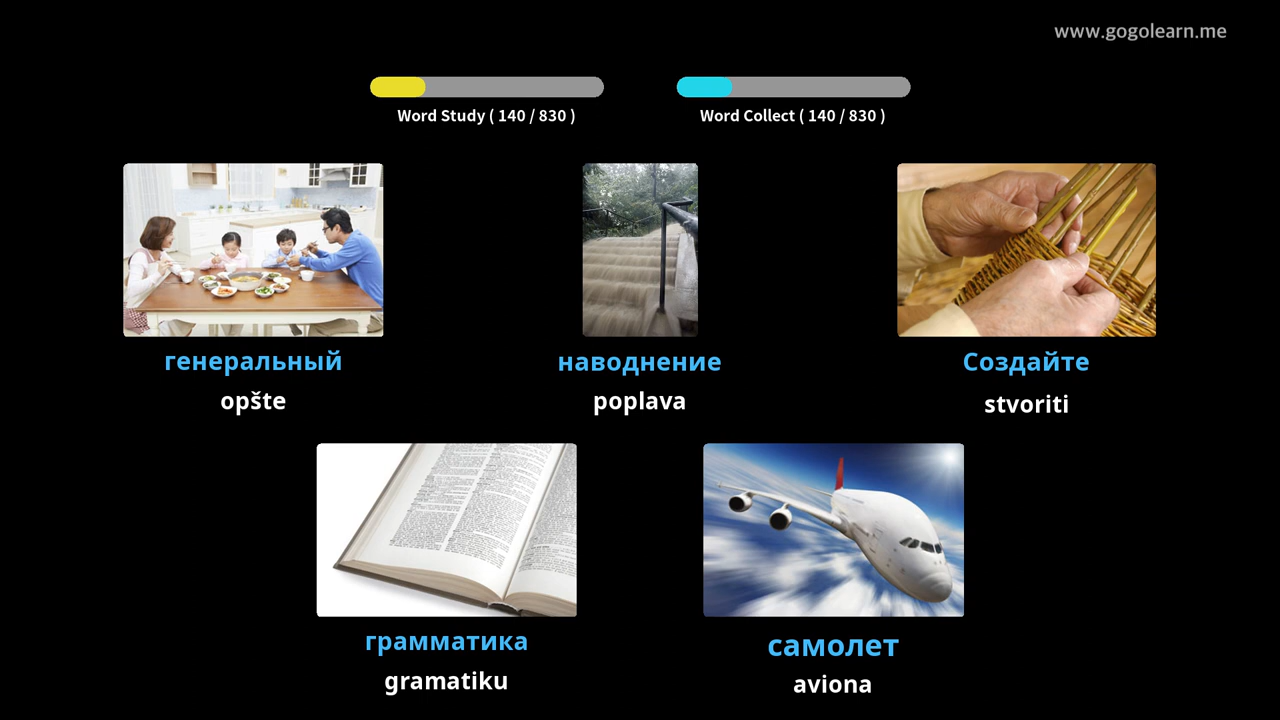 www.gogolearn.me
Word Study ( 140 / 830 )
Word Collect ( 140 / 830 )
генеральный
opšte
наводнение
poplava
Создайте
stvoriti
грамматика
gramatiku
самолет
aviona